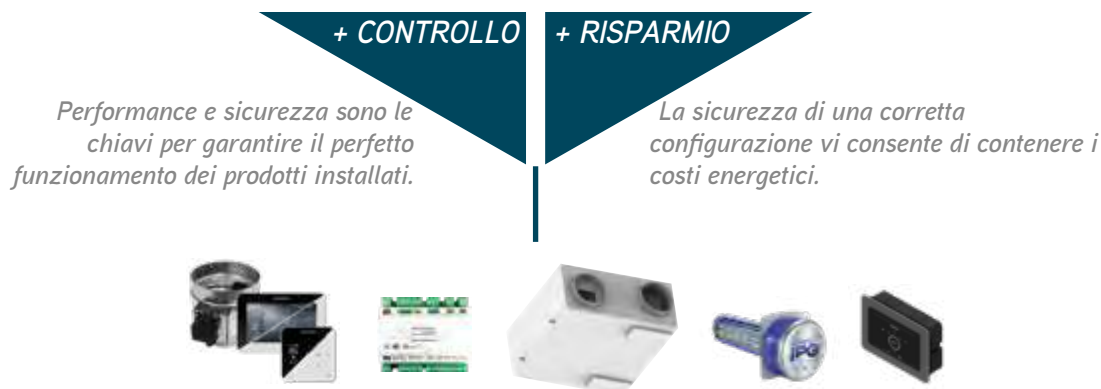 + CONTROLLO
+ RISPARMIO
Performance e sicurezza sono le
chiavi per garantire il perfetto
funzionamento dei prodotti installati.
La sicurezza di una corretta
configurazione vi consente di contenere i
costi energetici.
iPG